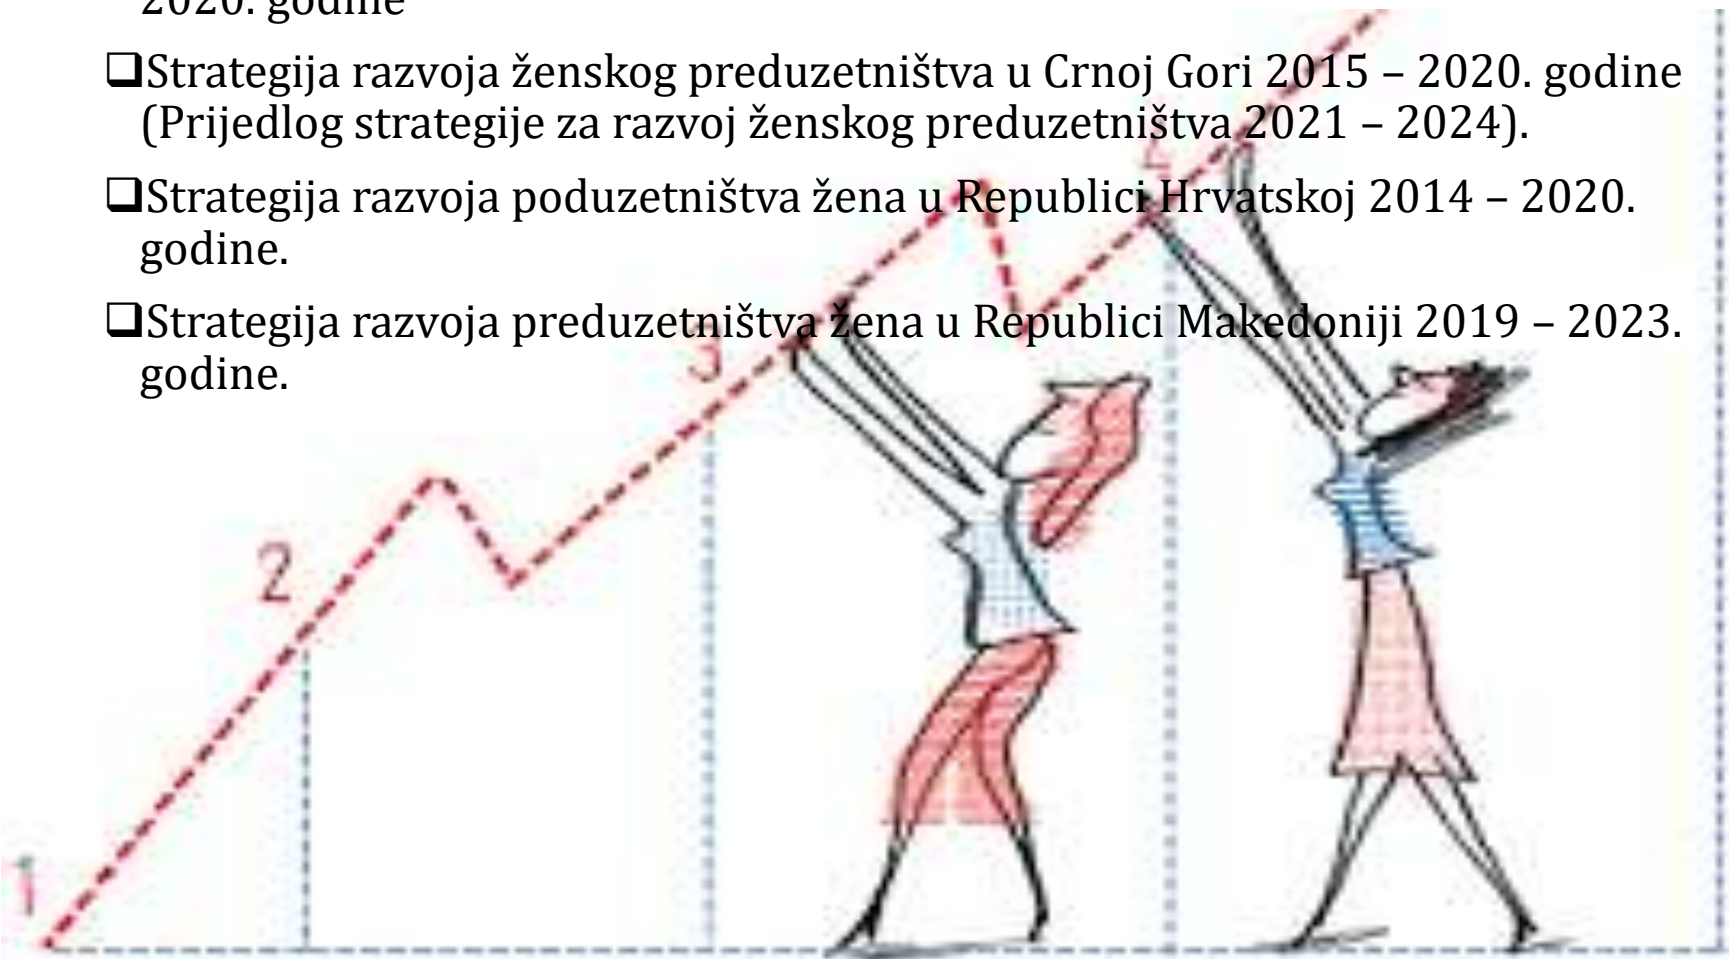 2020. godine
❑Strategija razvoja ženskog preduzetništva u Crnoj Gori 2015 – 2020. godine
(Prijedlog strategije za razvoj ženskog preduzetništva 2021 – 2024).
❑Strategija razvoja poduzetništva žena u Republici Hrvatskoj 2014 – 2020.
godine.
❑Strategija razvoja preduzetništva žena u Republici Makedoniji 2019 – 2023.
godine.
3
2
1